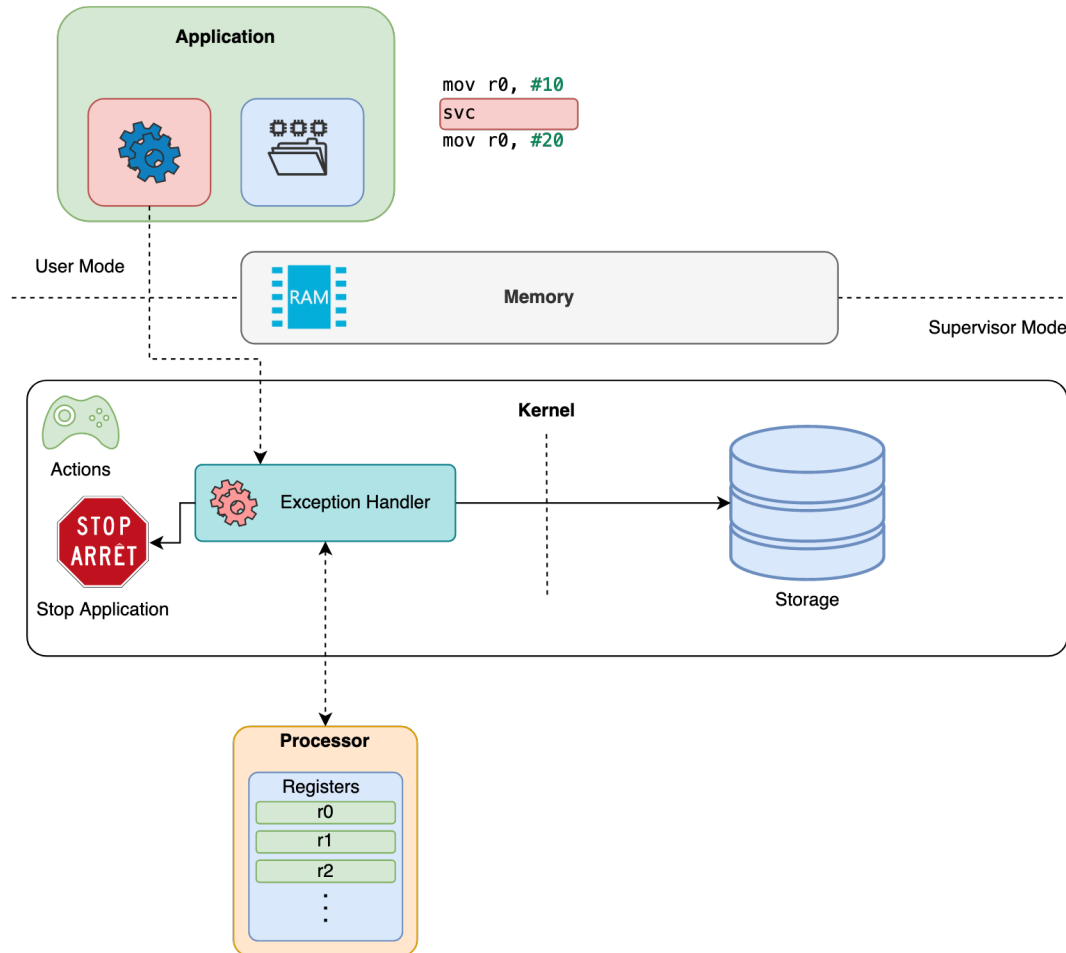 Application
mov r0, #10
svc
mov r0, #20
User Mode
RAM
Memory
Supervisor Mode
Kernel
Actions
Exception Handler
STOP
ARRÊT
Stop Application
Storage
Processor
Registers
r0
r1
r2